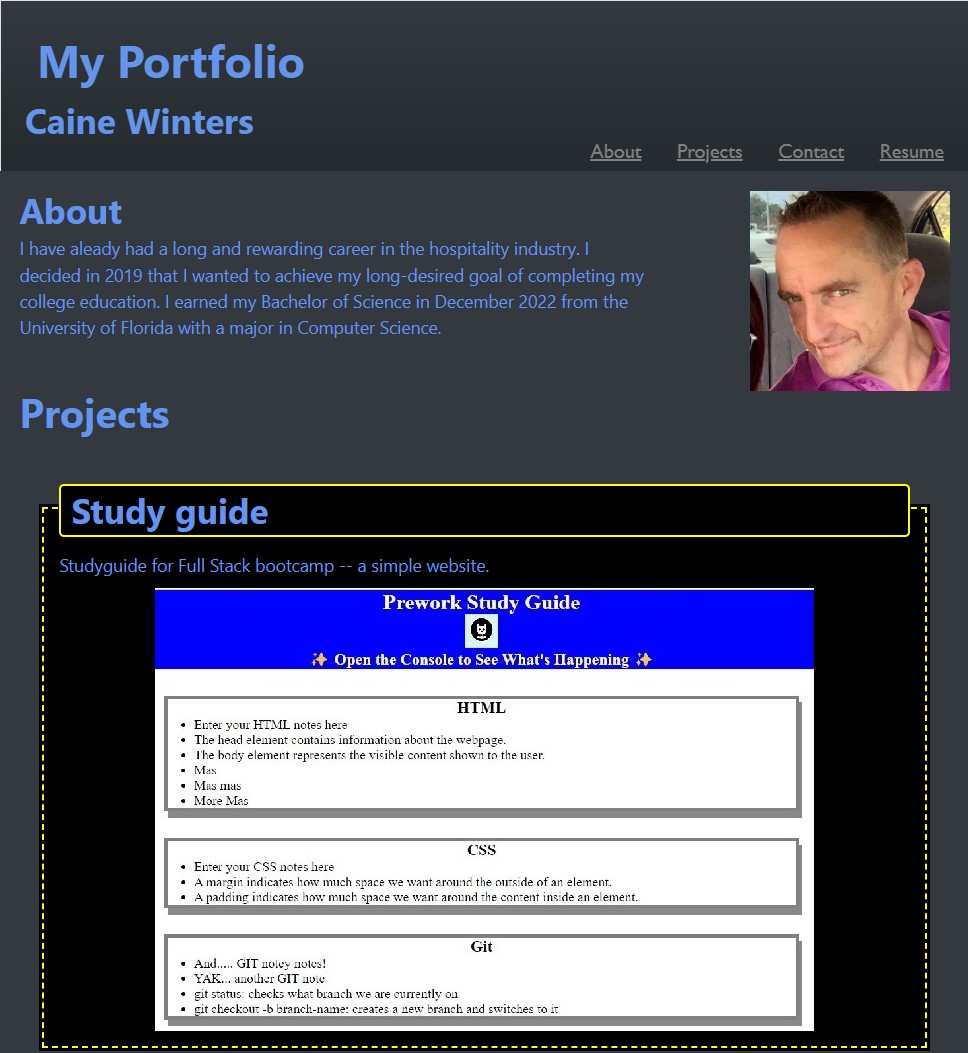 My Portfolio
Caine Winters
About Projects Contact Resume
About
I have aleady had a long and rewarding career in the hospitality industry. I
decided in 2019 that I wanted to achieve my long-desired goal of completing my
college education. I earned my Bachelor of Science in December 2022 from the
University of Florida with a major in Computer Science.
Projects
Study guide
Studyguide for Full Stack bootcamp -- a simple website.
Prework Study Guide
✨ Open the Console to See What's Happening ✨
HTML
• Enter your HTML notes here
• The head element contains information about the webpage.
• The body element represents the visible content shown to the user.
• Mas
• Mas mas
• More Mas
CSS
• Enter your CSS notes here
• A margin indicates how much space we want around the outside of an element.
• A padding indicates how much space we want around the content inside an element.
Git
• And..... GIT notey notes!
• YAK... another GIT note
• git status: checks what branch we are currently on
• git checkout -b branch-name: creates a new branch and switches to it